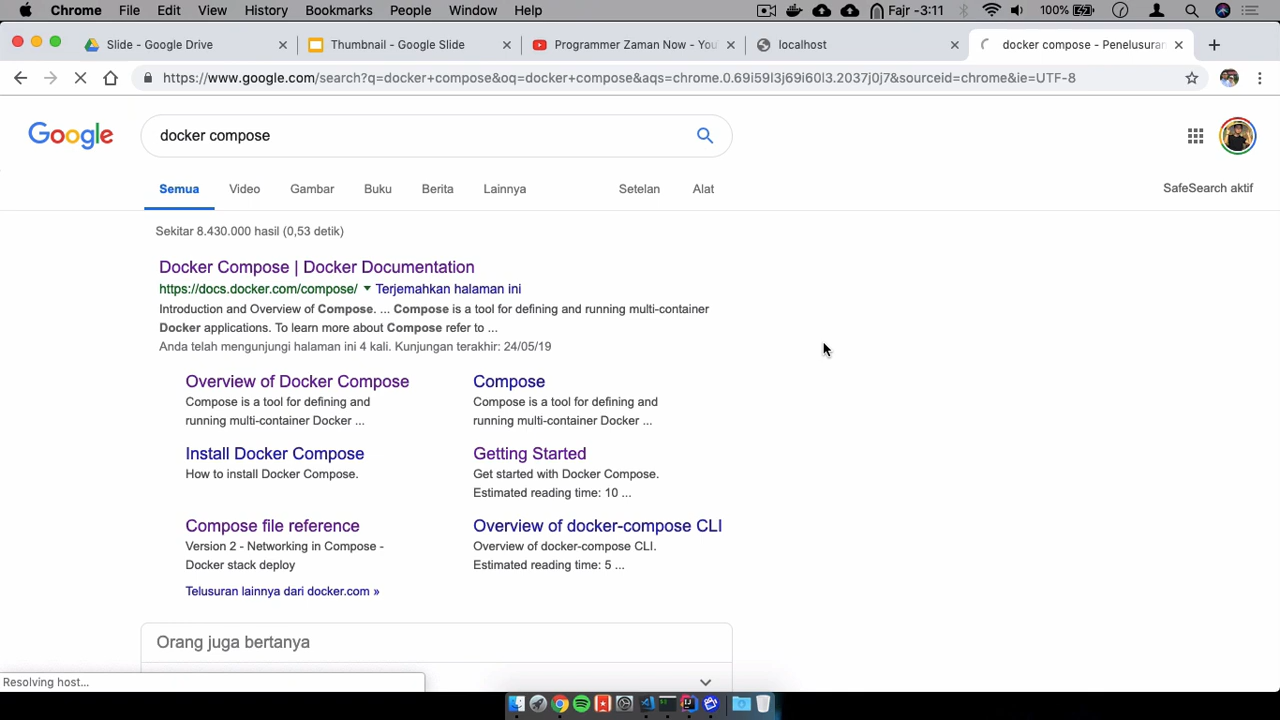 Chrome File Edit View History Bookmarks People Window Help Fajr -3:11 100%
Slide - Google Drive
Thumbnail - Google Slide
Programmer Zaman Now - You
localhost
docker compose - Penelusuran
https://www.google.com/search?q=docker+compose&oq=docker+compose&aqs=chrome.0.69i59l3j69i60l3.2037j0j7&sourceid=chrome&ie=UTF-8
Google
docker compose
Semua Video Gambar Buku Berita Lainnya Setelan Alat
SafeSearch aktif
Sekitar 8.430.000 hasil (0,53 detik)
Docker Compose | Docker Documentation
https://docs.docker.com/compose/ Terjemahkan halaman ini
Introduction and Overview of Compose. ... Compose is a tool for defining and running multi-container
Docker applications. To learn more about Compose refer to ...
Anda telah mengunjungi halaman ini 4 kali. Kunjungan terakhir: 24/05/19
Overview of Docker Compose
Compose is a tool for defining and
running multi-container Docker ...
Compose
Compose is a tool for defining and
running multi-container Docker ...
Install Docker Compose
How to install Docker Compose.
Getting Started
Get started with Docker Compose.
Estimated reading time: 10 ...
Compose file reference
Version 2 - Networking in Compose -
Docker stack deploy
Overview of docker-compose CLI
Overview of docker-compose CLI.
Estimated reading time: 5 ...
Telusuran lainnya dari docker.com »
Orang juga bertanya
Resolving host...